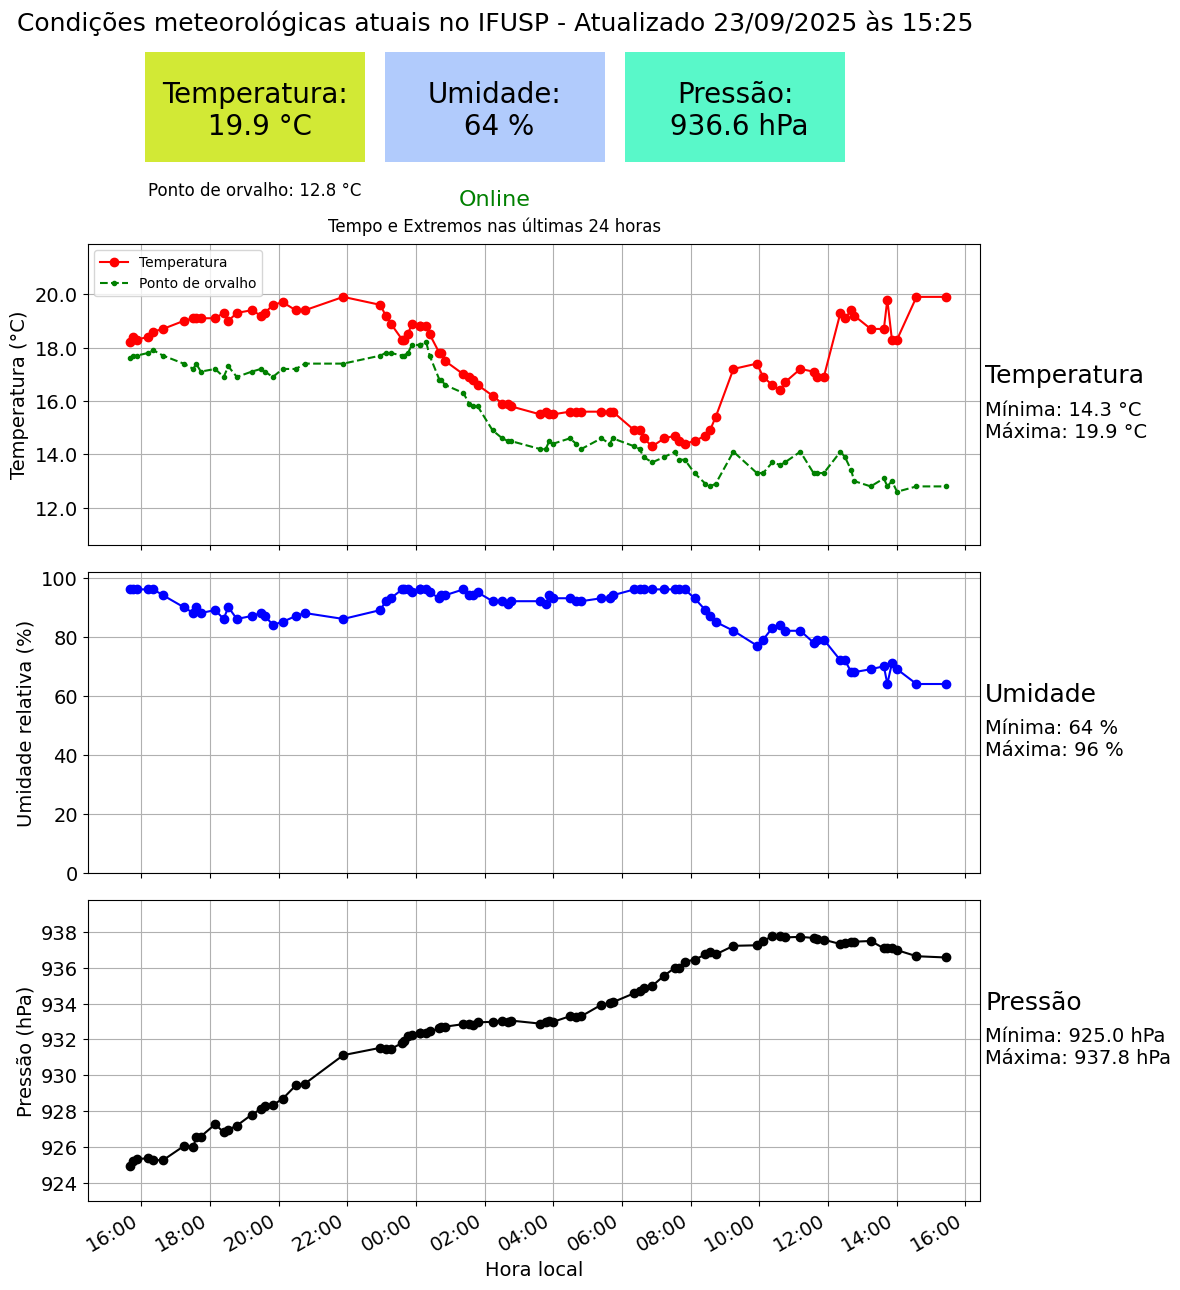 Condições meteorológicas atuais no IFUSP - Atualizado 23/09/2025 às 15:25
Temperatura:
19.9 °C
Umidade:
64 %
Pressão:
936.6 hPa
Ponto de orvalho: 12.8 °C
Online
Tempo e Extremos nas últimas 24 horas
Temperatura
Ponto de orvalho
Temperatura (°C)
20.0
18.0
16.0
14.0
12.0
Temperatura
Mínima: 14.3 °C
Máxima: 19.9 °C
Umidade relativa (%)
100
80
60
40
20
0
Umidade
Mínima: 64 %
Máxima: 96 %
Pressão (hPa)
938
936
934
932
930
928
926
924
Pressão
Mínima: 925.0 hPa
Máxima: 937.8 hPa
16:00 18:00 20:00 22:00 00:00 02:00 04:00 06:00 08:00 10:00 12:00 14:00 16:00
Hora local